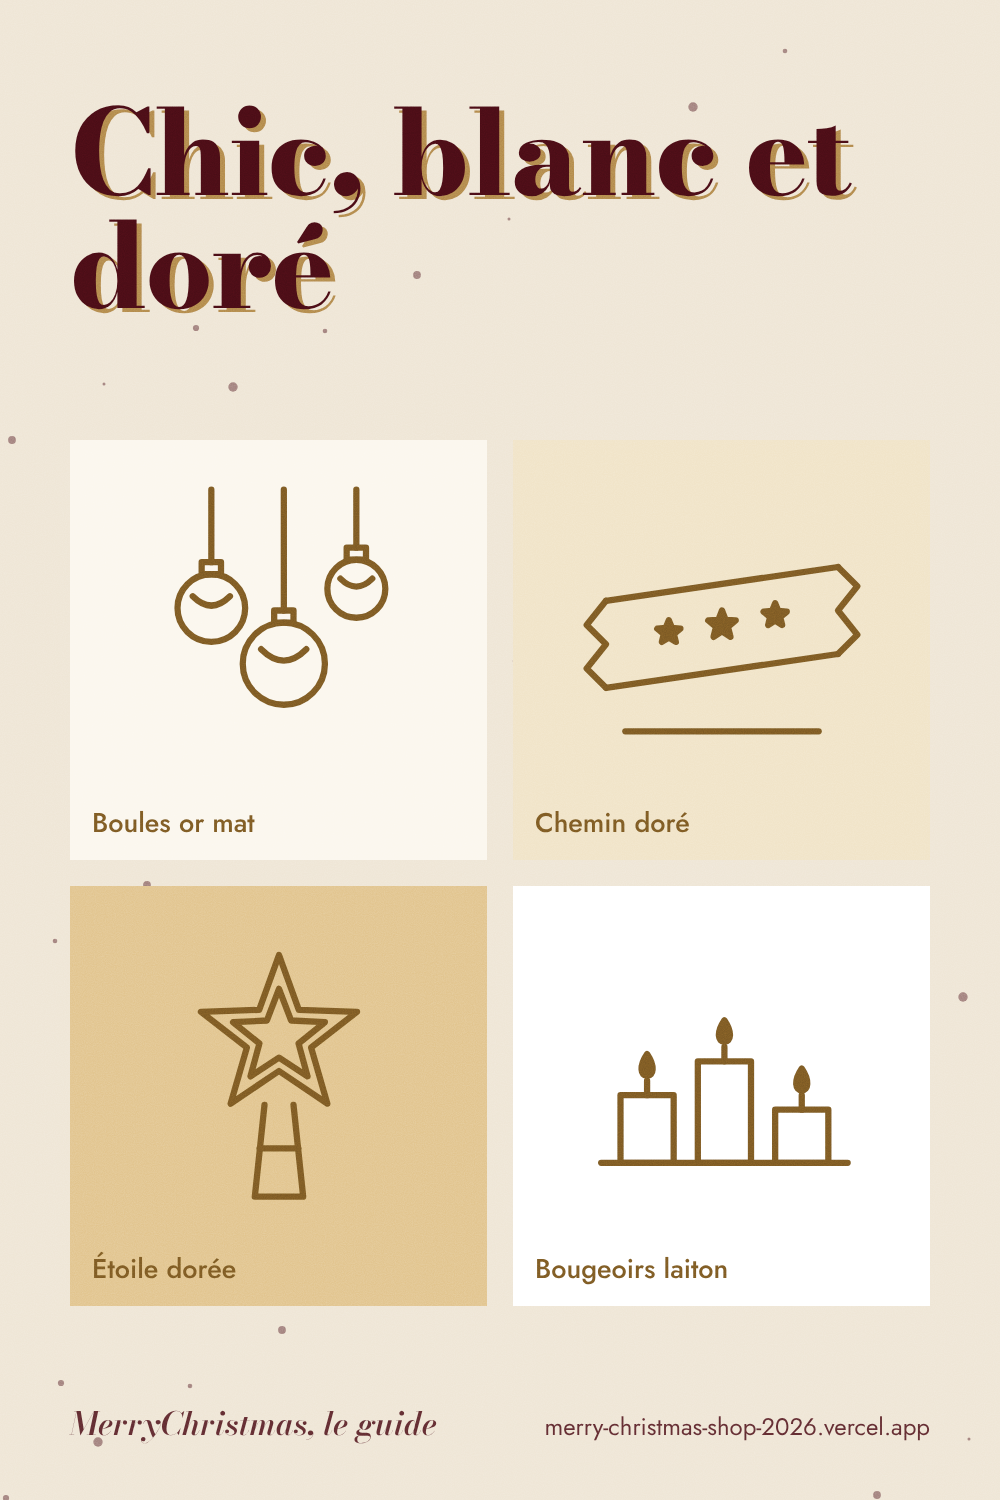 Chic, blanc et
doré
Boules or mat
Chemin doré
Étoile dorée
Bougeoirs laiton
MerryChristmas, le guide
merry-christmas-shop-2026.vercel.app